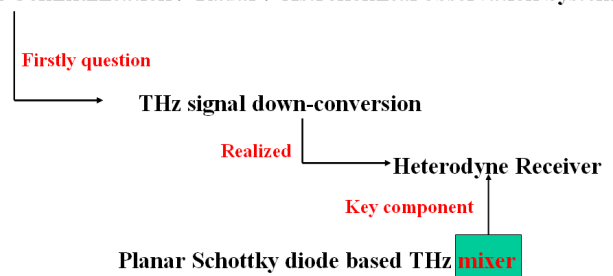 Firstly question
THz signal down-conversion
Realized
Heterodyne Receiver
Key component
Planar Schottky diode based THz mixer